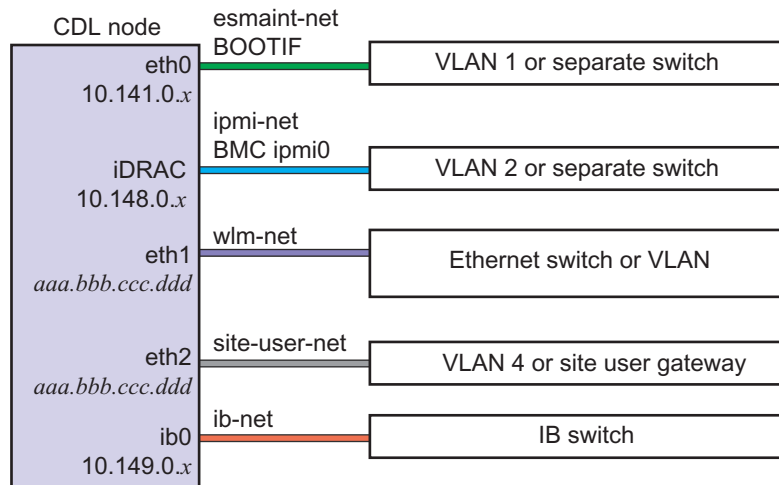 CDL node
esmaint-net
BOOTIF
eth0
10.141.0.x
VLAN 1 or separate switch
ipmi-net
BMC ipmi0
iDRAC
10.148.0.x
VLAN 2 or separate switch
wlm-net
eth1
aaa.bbb.ccc.ddd
Ethernet switch or VLAN
site-user-net
eth2
aaa.bbb.ccc.ddd
VLAN 4 or site user gateway
ib-net
ib0
10.149.0.x
IB switch